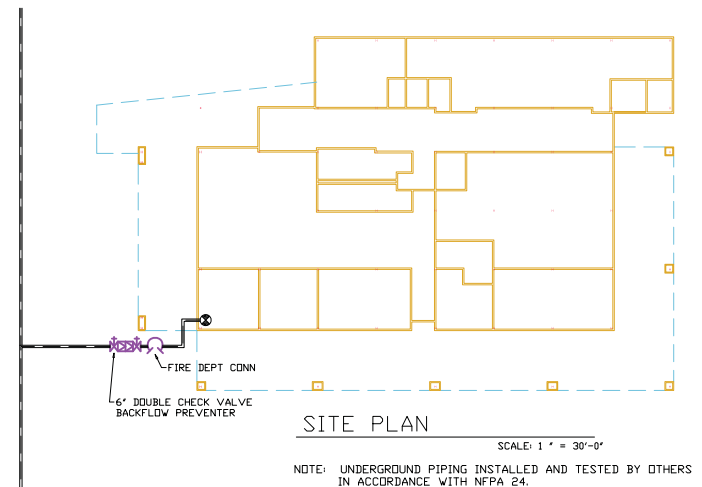 FIRE DEPT CONN
6" DOUBLE CHECK VALVE
BACKFLOW PREVENTER
SITE PLAN
SCALE: 1 " = 30'-0"
NOTE: UNDERGROUND PIPING INSTALLED AND TESTED BY OTHERS
IN ACCORDANCE WITH NFPA 24.